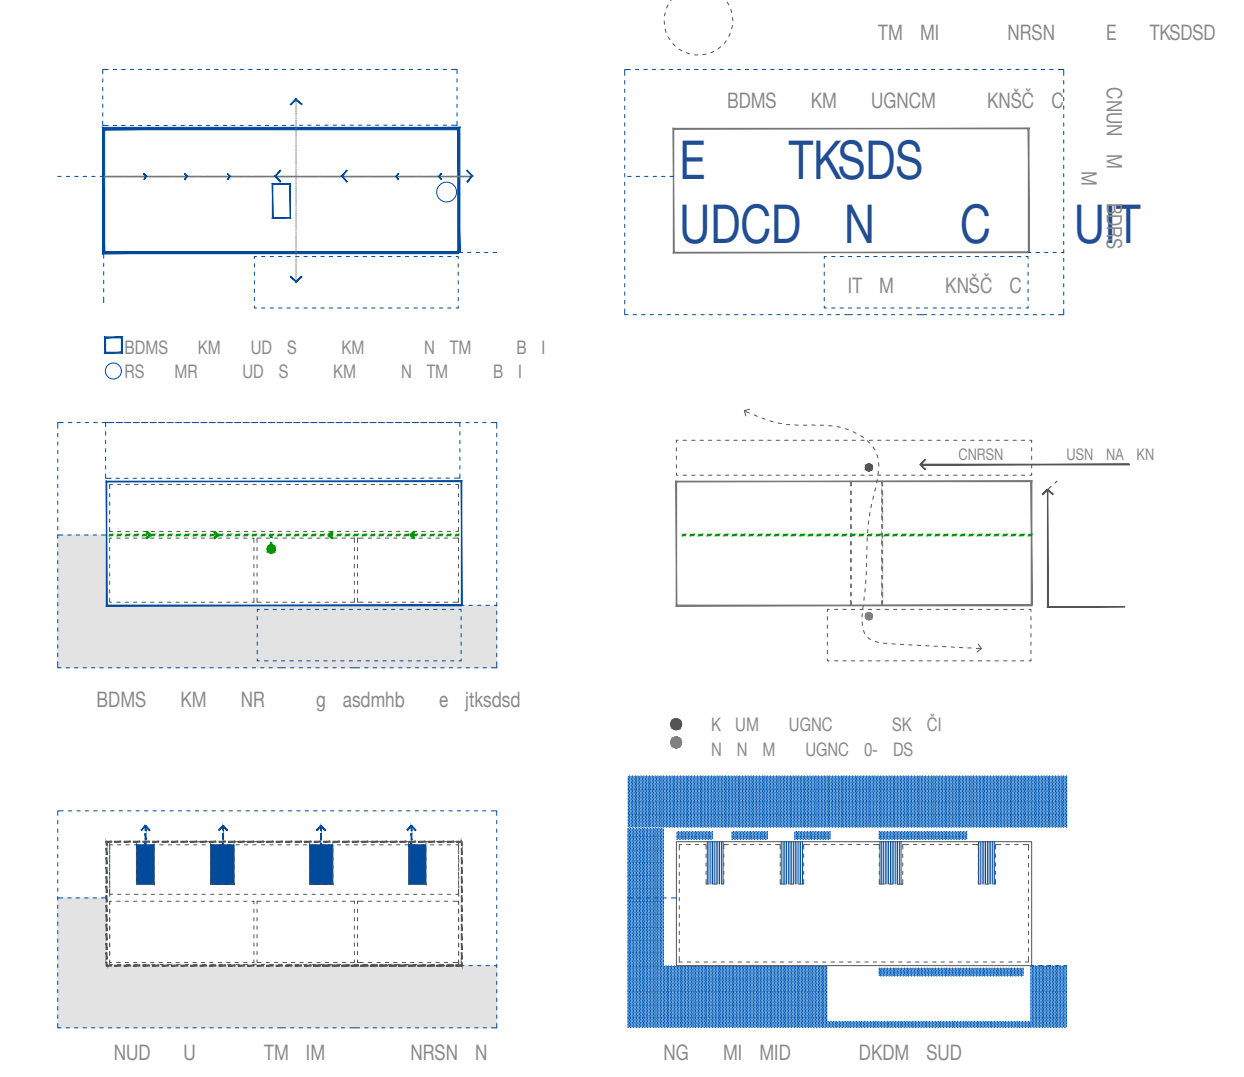 TM MI NRSN E TKSDSD
BDMS KM UGNCM KNŠČ C
CNUN M M BDRS
E TKSDS
UDCD N C UIT
IT M KNŠČ C
BDMS KM UD S KM N TM B I
RS MR UD S KM N TM B I
CNRSN USN NA KN
BDMS KM NR g asdmhb e jtksdsd
K UM UGNC SK ČI
N N M UGNC 0- DS
NUD U TM IM NRSN N
NG MI MID DKDM SUD